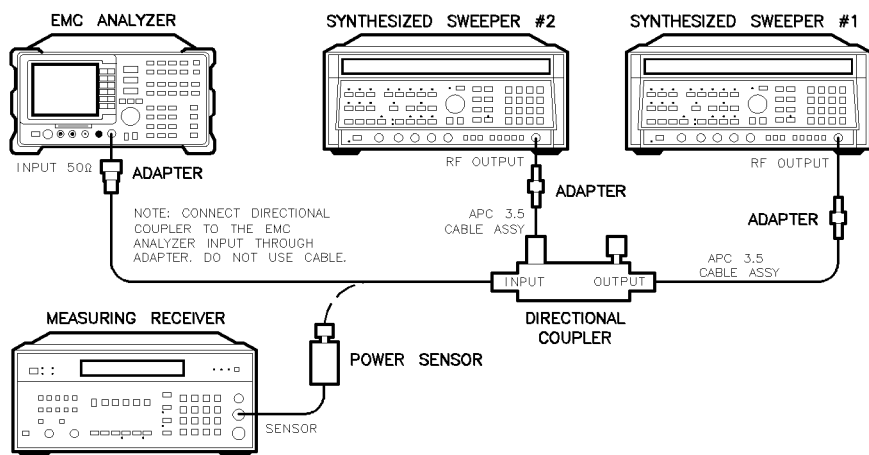 EMC ANALYZER
SYNTHESIZED SWEEPER #2
SYNTHESIZED SWEEPER #1
INPUT 50Ω
ADAPTER
RF OUTPUT
RF OUTPUT
ADAPTER
ADAPTER
NOTE: CONNECT DIRECTIONAL
COUPLER TO THE EMC
ANALYZER INPUT THROUGH
ADAPTER. DO NOT USE CABLE.
APC 3.5
CABLE ASSY
APC 3.5
CABLE ASSY
INPUT
OUTPUT
DIRECTIONAL
COUPLER
MEASURING RECEIVER
POWER SENSOR
SENSOR